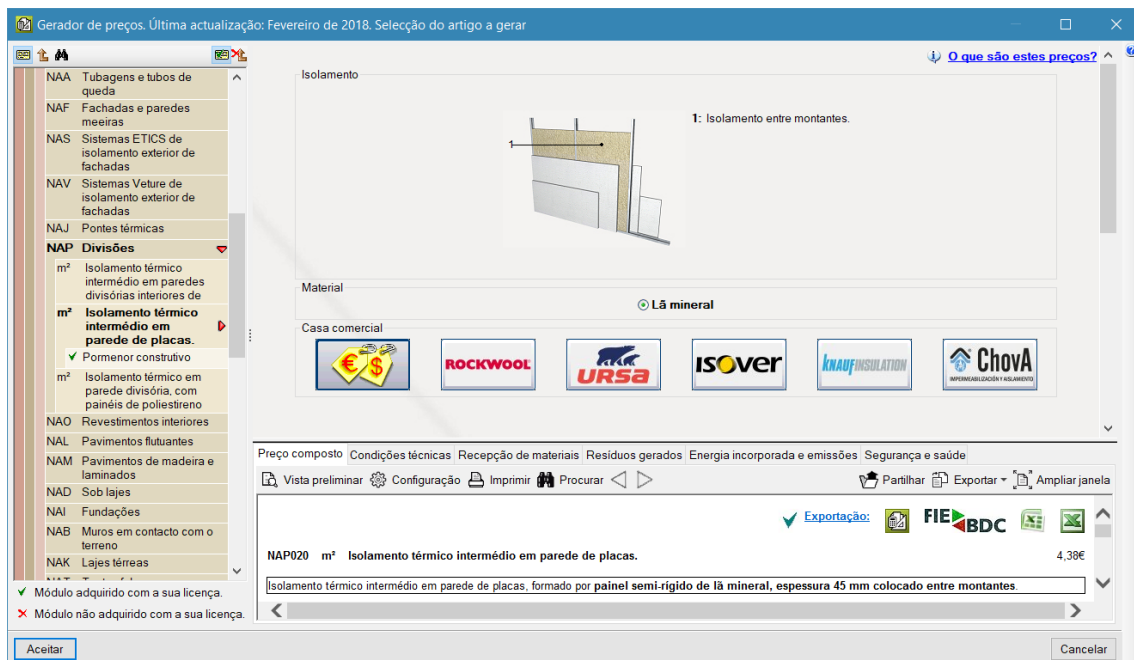 Gerador de preços. Última actualização: Fevereiro de 2018. Selecção do artigo a gerar
NAA Tubagens e tubos de
queda
NAF Fachadas e paredes
meeiras
NAS Sistemas ETICS de
isolamento exterior de
fachadas
NAV Sistemas Veture de
isolamento exterior de
fachadas
NAJ Pontes térmicas
NAP Divisões
m² Isolamento térmico
intermédio em paredes
divisórias interiores de
m² Isolamento térmico
intermédio em
parede de placas.
Pormenor construtivo
m² Isolamento térmico em
parede divisória, com
painéis de poliestireno
NAO Revestimentos interiores
NAL Pavimentos flutuantes
NAM Pavimentos de madeira e
laminados
NAD Sob lajes
NAI Fundações
NAB Muros em contacto com o
terreno
NAK Lajes térreas
Módulo adquirido com a sua licença.
Módulo não adquirido com a sua licença.
O que são estes preços?
Isolamento
1
1: Isolamento entre montantes.
Material
Lã mineral
Casa comercial
€ $
ROCKWOOL
URSA
ISOVER
KNAUFINSULATION
ChovA
IMPERMEABILIZACIÓN Y AISLAMIENTO
Preço composto Condições técnicas Recepção de materiais Resíduos gerados Energia incorporada e emissões Segurança e saúde
Vista preliminar Configuração Imprimir Procurar Partilhar Exportar Ampliar janela
Exportação: FIEBDC
NAP020 m² Isolamento térmico intermédio em parede de placas. 4,38€
Isolamento térmico intermédio em parede de placas, formado por painel semi-rígido de lã mineral, espessura 45 mm colocado entre montantes.
Aceitar Cancelar